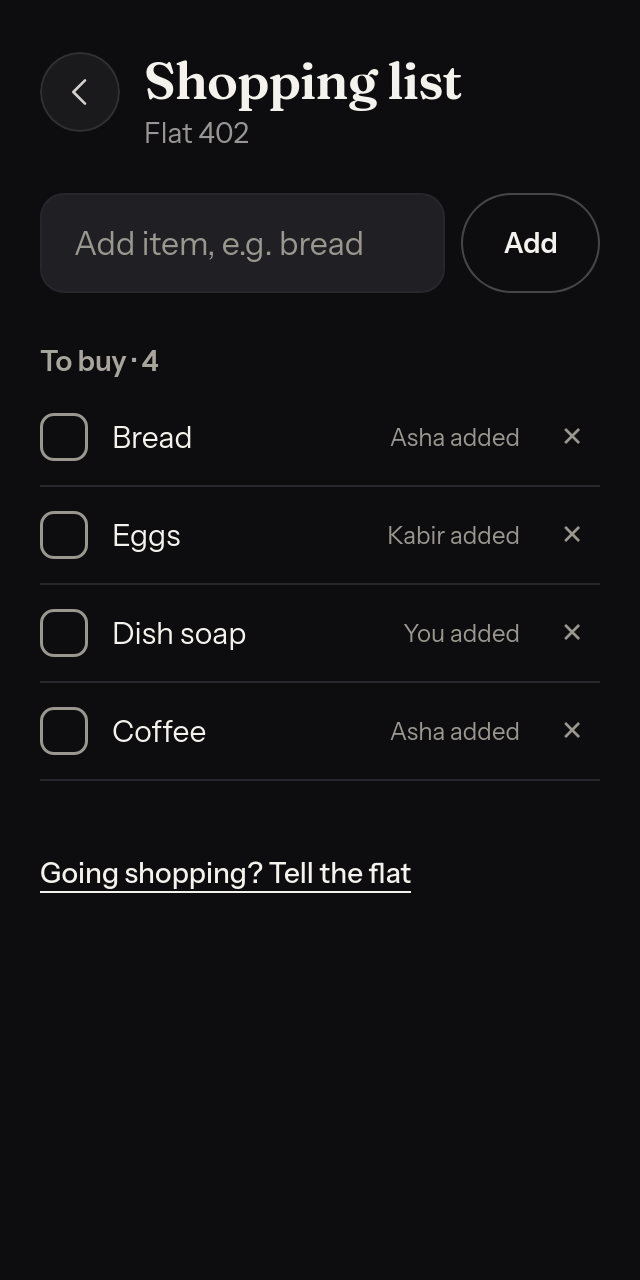 Shopping list
Flat 402
Add item, e.g. bread
Add
To buy · 4
Bread Asha added ✕
Eggs Kabir added ✕
Dish soap You added ✕
Coffee Asha added ✕
Going shopping? Tell the flat